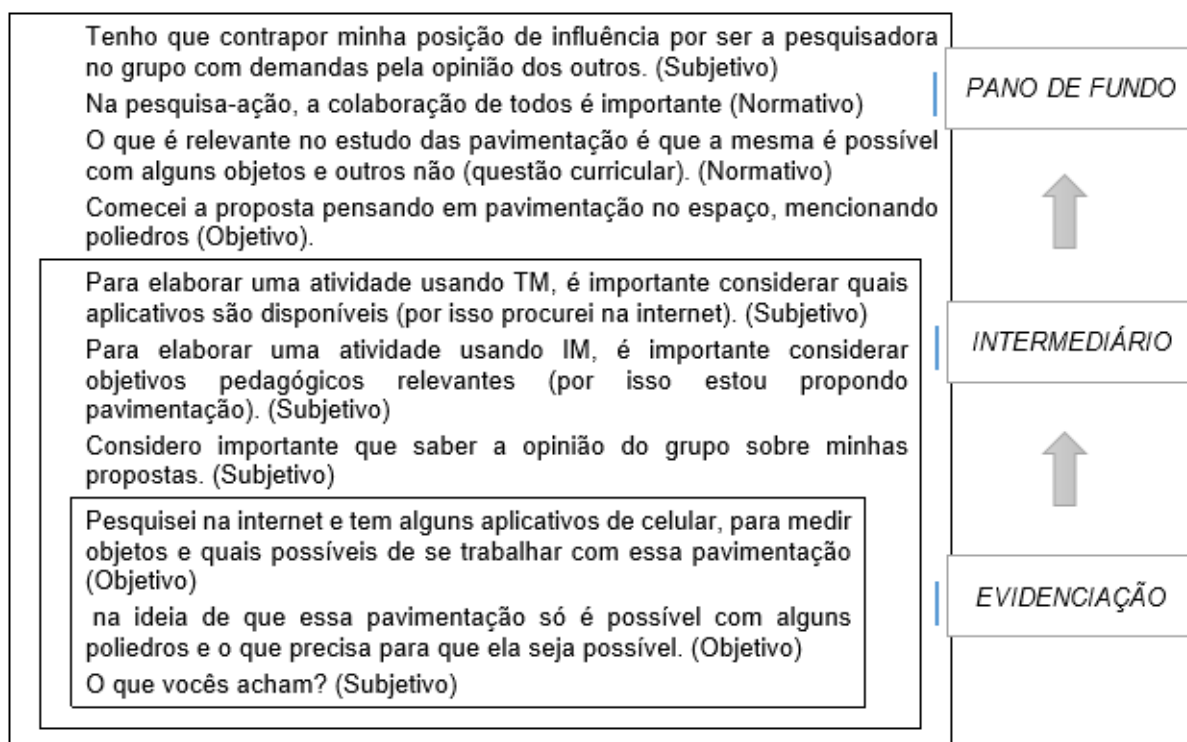 Tenho que contrapor minha posição de influência por ser a pesquisadora
no grupo com demandas pela opinião dos outros. (Subjetivo)
Na pesquisa-ação, a colaboração de todos é importante (Normativo)
O que é relevante no estudo das pavimentação é que a mesma é possível
com alguns objetos e outros não (questão curricular). (Normativo)
Comecei a proposta pensando em pavimentação no espaço, mencionando
poliedros (Objetivo).
PANO DE FUNDO
Para elaborar uma atividade usando TM, é importante considerar quais
aplicativos são disponíveis (por isso procurei na internet). (Subjetivo)
Para elaborar uma atividade usando IM, é importante considerar
objetivos pedagógicos relevantes (por isso estou propondo
pavimentação). (Subjetivo)
Considero importante que saber a opinião do grupo sobre minhas
propostas. (Subjetivo)
INTERMEDIÁRIO
Pesquisei na internet e tem alguns aplicativos de celular, para medir
objetos e quais possíveis de se trabalhar com essa pavimentação
(Objetivo)
na ideia de que essa pavimentação só é possível com alguns
poliedros e o que precisa para que ela seja possível. (Objetivo)
O que vocês acham? (Subjetivo)
EVIDENCIAÇÃO